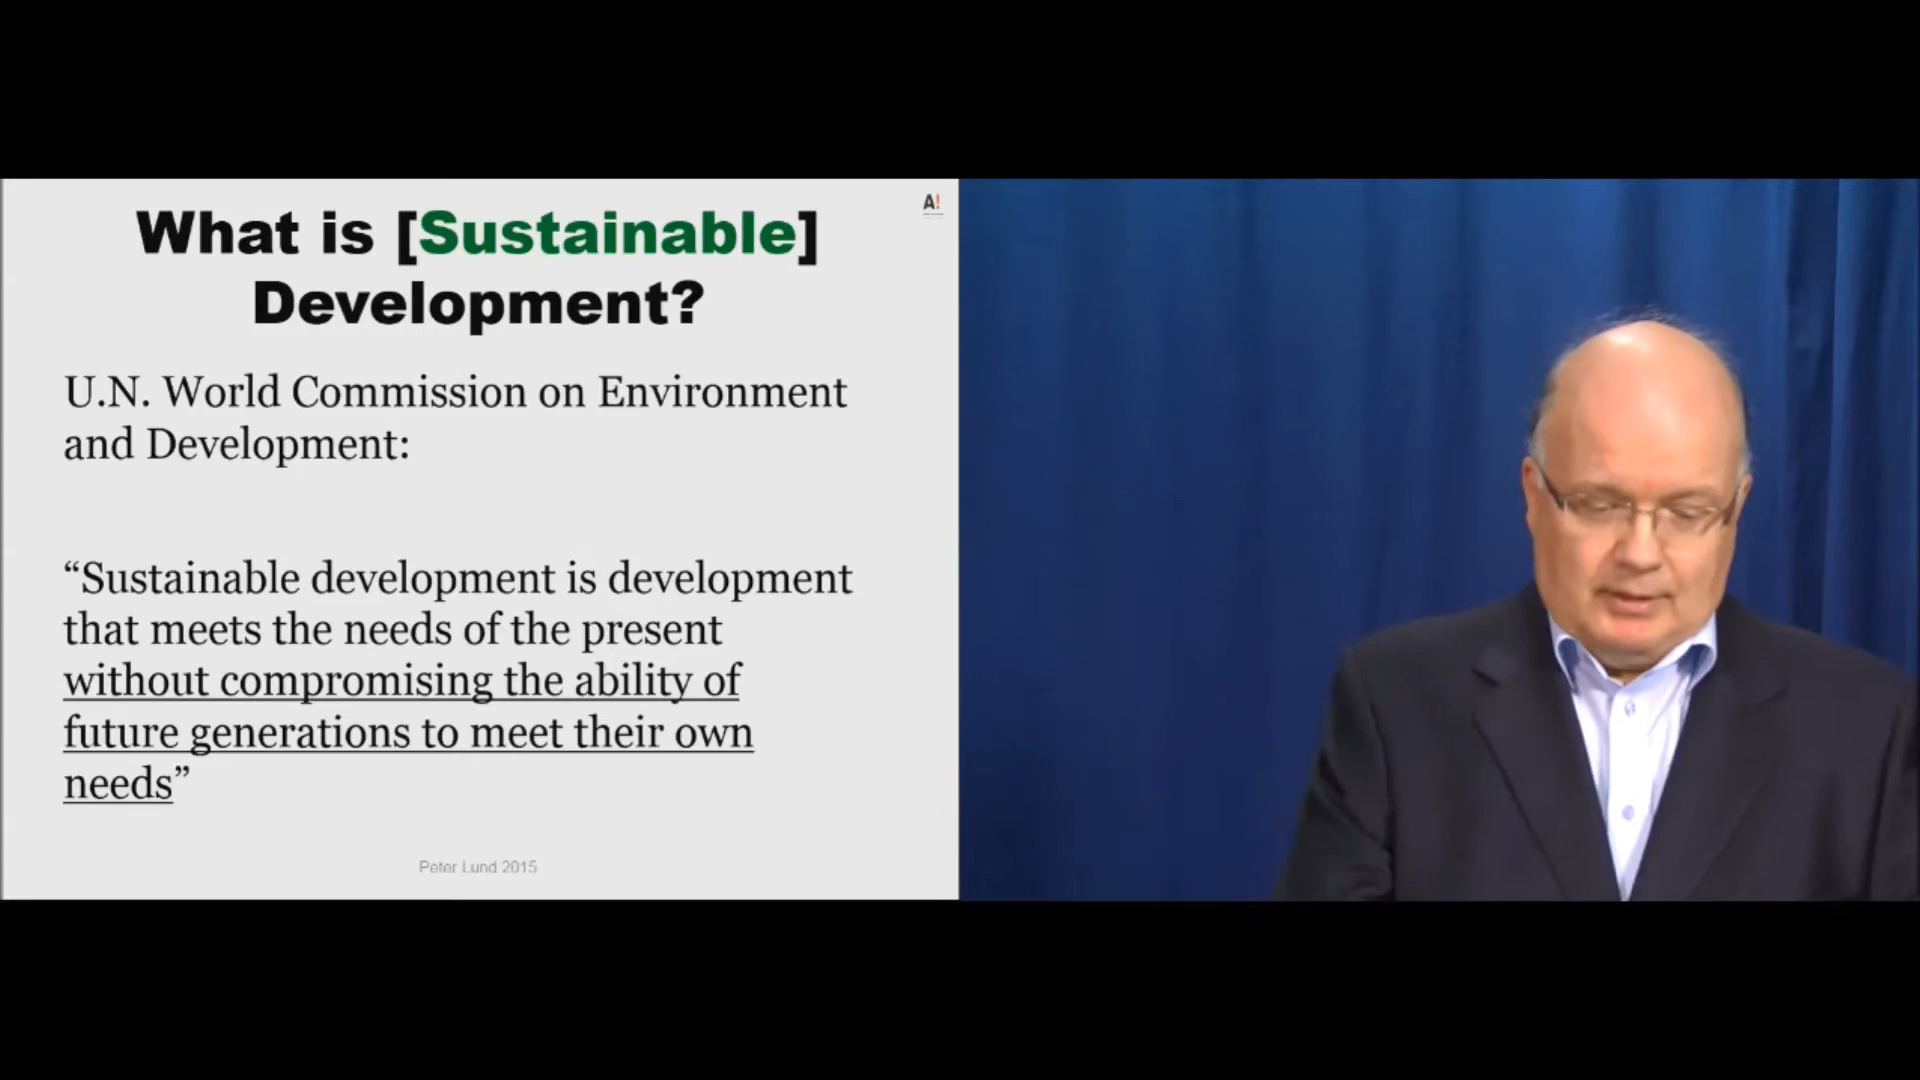 What is [Sustainable]
Development?
A!
U.N. World Commission on Environment
and Development:
“Sustainable development is development
that meets the needs of the present
without compromising the ability of
future generations to meet their own
needs”
Peter Lund 2015